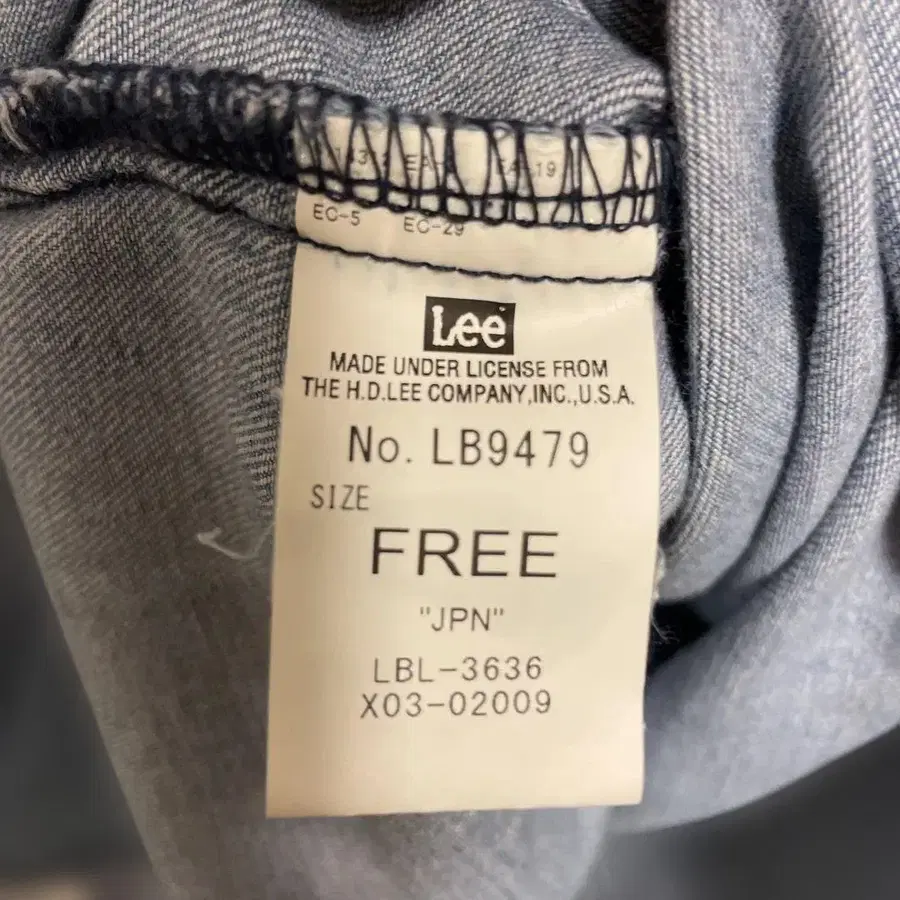 EC-5 EC-29
Lee
MADE UNDER LICENSE FROM
THE H.D.LEE COMPANY,INC.,U.S.A.
No. LB9479
SIZE
FREE
"JPN"
LBL-3636
X03-02009